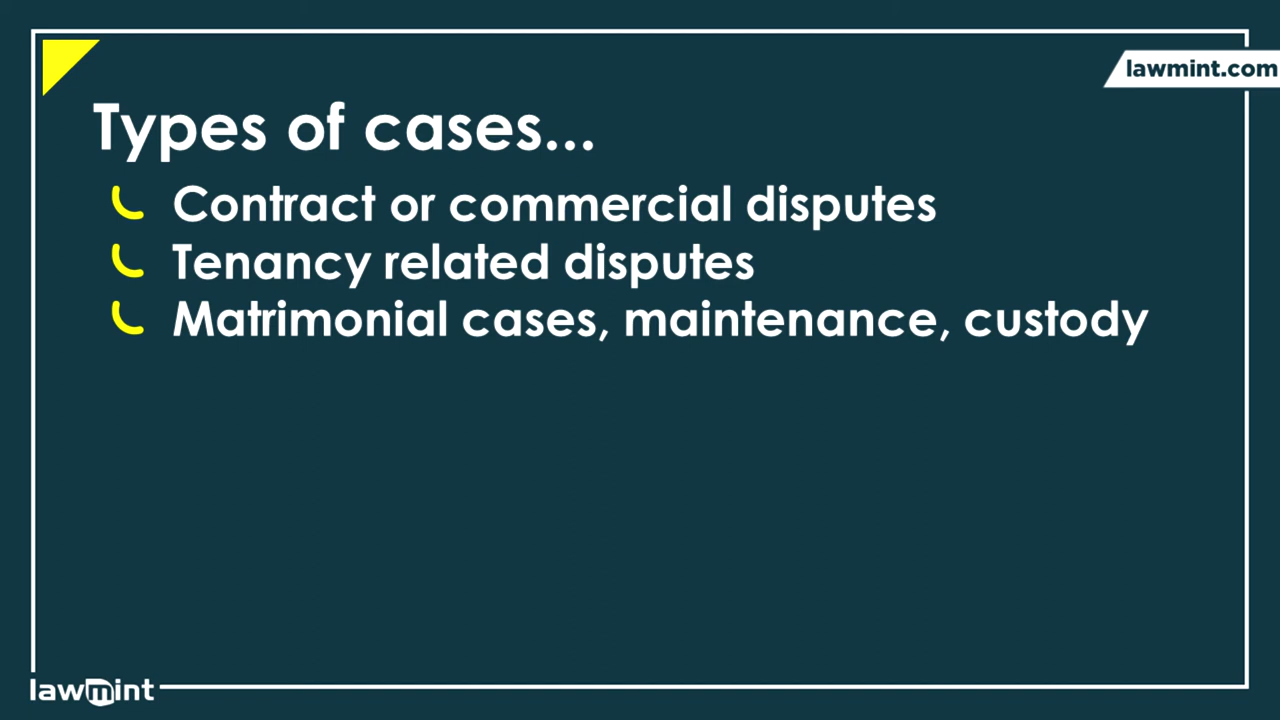 lawmint.com
Types of cases...
Contract or commercial disputes
Tenancy related disputes
Matrimonial cases, maintenance, custody
lawmint